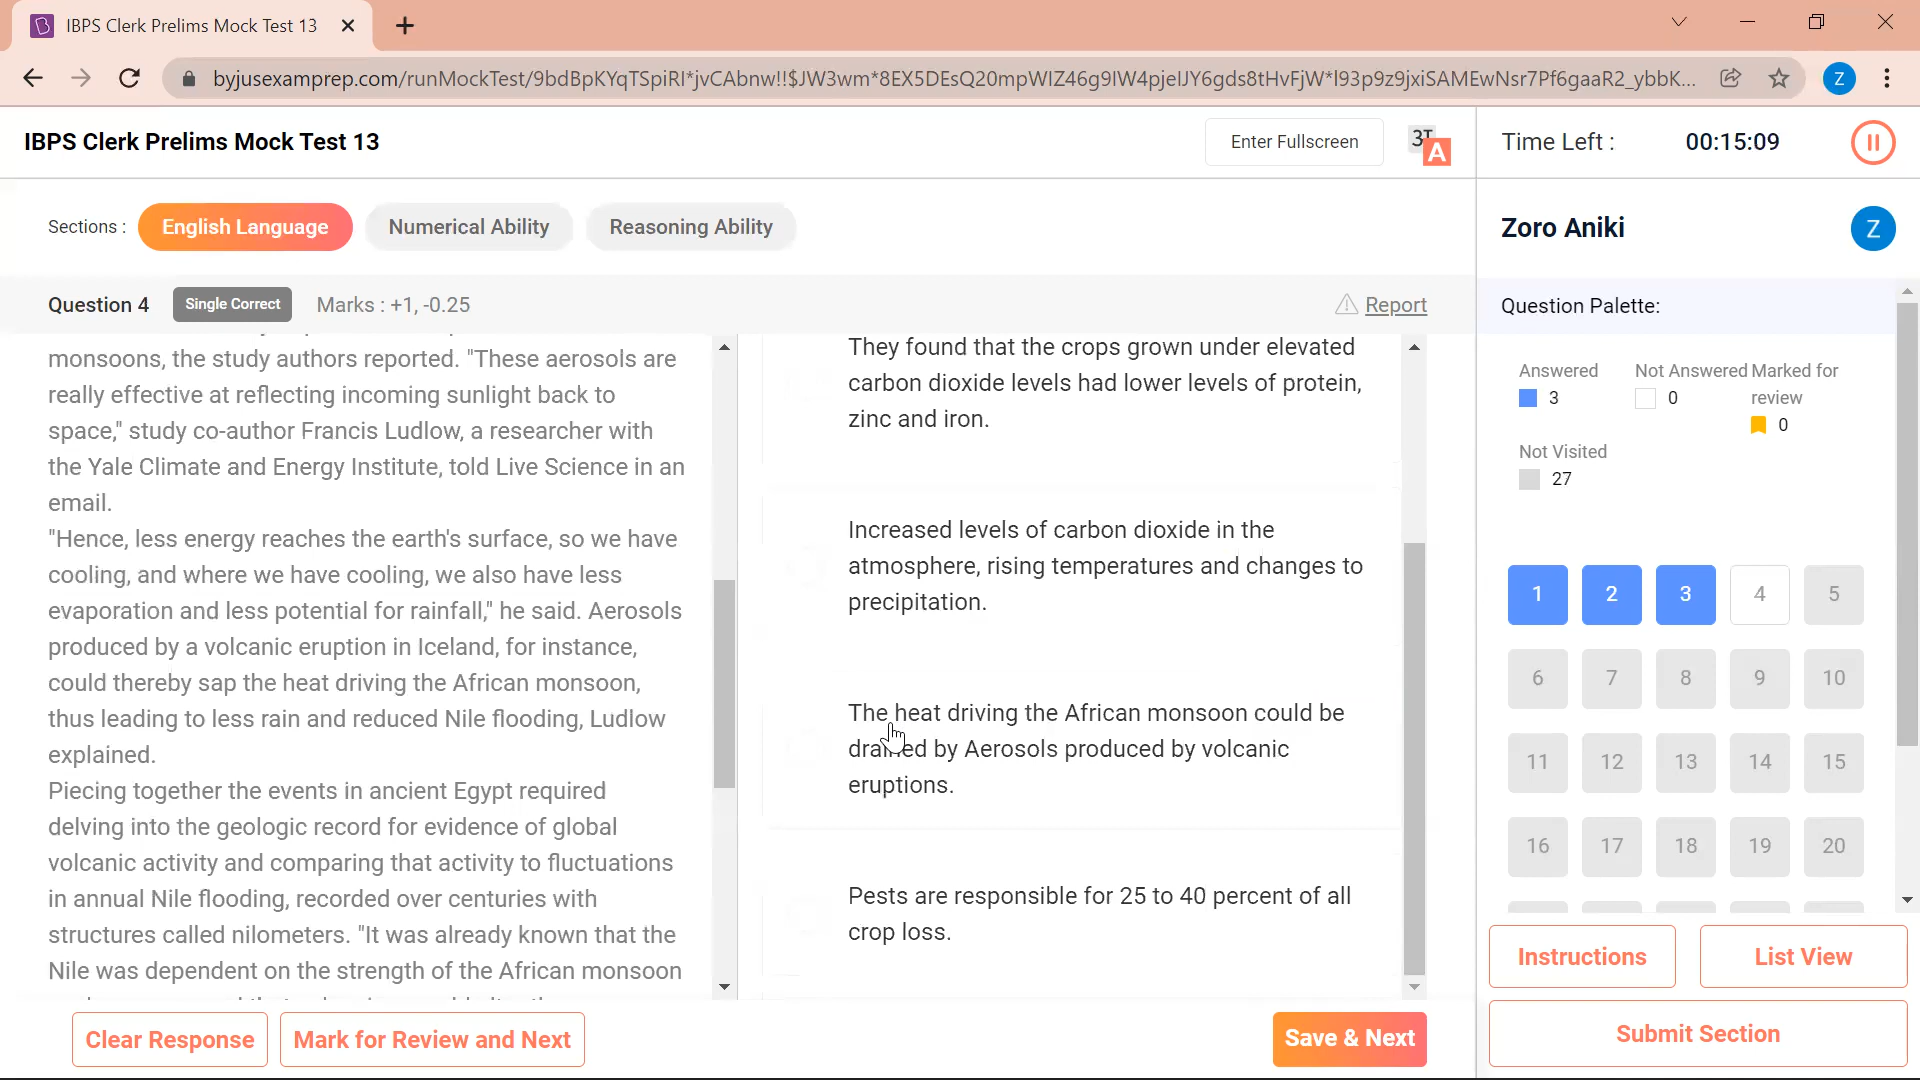 IBPS Clerk Prelims Mock Test 13
byjusexamprep.com/runMockTest/9bdBpKYqTSpiRI*jvCAbnw!!$JW3wm*8EX5DEsQ20mpWIZ46g9IW4pjeIJY6gds8tHvFjW*I93p9z9jxiSAMEwNsr7Pf6gaaR2_ybbK...
Z
IBPS Clerk Prelims Mock Test 13
Enter Fullscreen
A
Time Left :
00:15:09
Sections :
English Language
Numerical Ability
Reasoning Ability
Zoro Aniki
Z
Question 4
Single Correct
Marks : +1, -0.25
Report
monsoons, the study authors reported. "These aerosols are
really effective at reflecting incoming sunlight back to
space," study co-author Francis Ludlow, a researcher with
the Yale Climate and Energy Institute, told Live Science in an
email.
"Hence, less energy reaches the earth's surface, so we have
cooling, and where we have cooling, we also have less
evaporation and less potential for rainfall," he said. Aerosols
produced by a volcanic eruption in Iceland, for instance,
could thereby sap the heat driving the African monsoon,
thus leading to less rain and reduced Nile flooding, Ludlow
explained.
Piecing together the events in ancient Egypt required
delving into the geologic record for evidence of global
volcanic activity and comparing that activity to fluctuations
in annual Nile flooding, recorded over centuries with
structures called nilometers. "It was already known that the
Nile was dependent on the strength of the African monsoon
They found that the crops grown under elevated
carbon dioxide levels had lower levels of protein,
zinc and iron.
Increased levels of carbon dioxide in the
atmosphere, rising temperatures and changes to
precipitation.
The heat driving the African monsoon could be
drained by Aerosols produced by volcanic
eruptions.
Pests are responsible for 25 to 40 percent of all
crop loss.
Question Palette:
Answered
3
Not Answered
0
Marked for
review
0
Not Visited
27
1 2 3 4 5
6 7 8 9 10
11 12 13 14 15
16 17 18 19 20
Instructions
List View
Submit Section
Clear Response
Mark for Review and Next
Save & Next